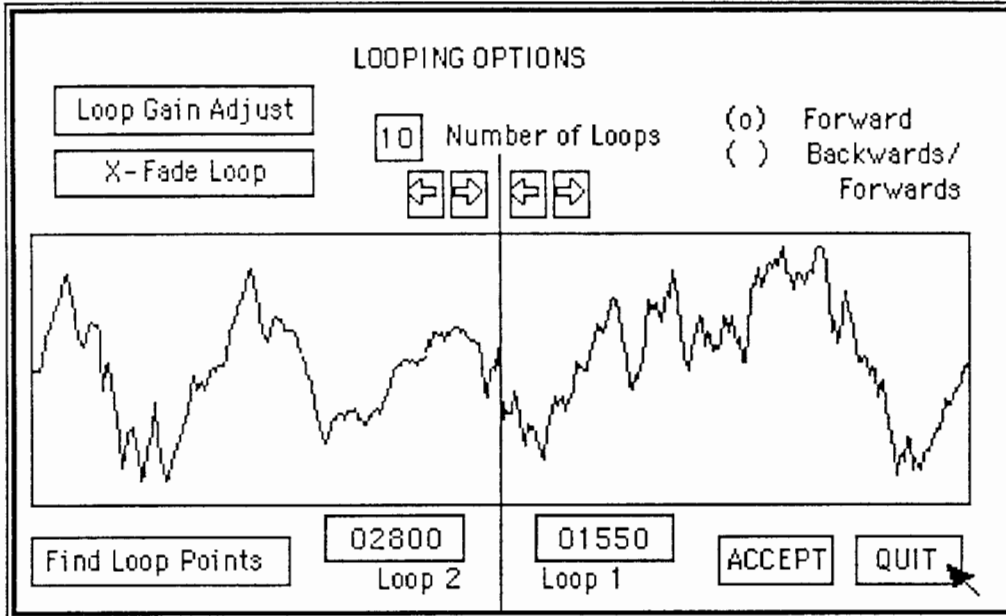 LOOPING OPTIONS
Loop Gain Adjust
X-Fade Loop
10 Number of Loops
(o) Forward
( ) Backwards/
Forwards
Find Loop Points
02800
Loop 2
01550
Loop 1
ACCEPT
QUIT